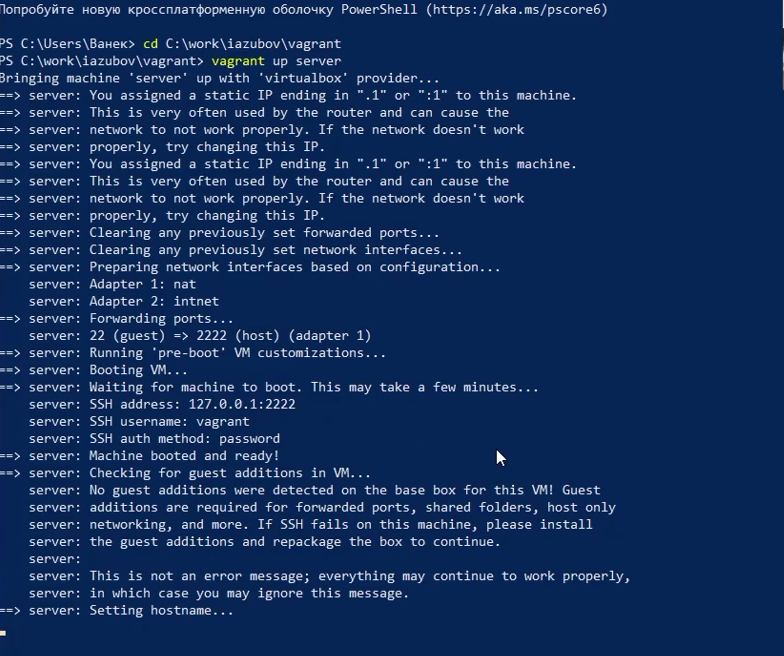 Попробуйте новую кроссплатформенную оболочку PowerShell (https://aka.ms/pscore6)
PS C:\Users\Ванек> cd C:\work\iazubov\vagrant
PS C:\work\iazubov\vagrant> vagrant up server
Bringing machine 'server' up with 'virtualbox' provider...
==> server: You assigned a static IP ending in ".1" or ":1" to this machine.
==> server: This is very often used by the router and can cause the
==> server: network to not work properly. If the network doesn't work
==> server: properly, try changing this IP.
==> server: You assigned a static IP ending in ".1" or ":1" to this machine.
==> server: This is very often used by the router and can cause the
==> server: network to not work properly. If the network doesn't work
==> server: properly, try changing this IP.
==> server: Clearing any previously set forwarded ports...
==> server: Clearing any previously set network interfaces...
==> server: Preparing network interfaces based on configuration...
    server: Adapter 1: nat
    server: Adapter 2: intnet
==> server: Forwarding ports...
    server: 22 (guest) => 2222 (host) (adapter 1)
==> server: Running 'pre-boot' VM customizations...
==> server: Booting VM...
==> server: Waiting for machine to boot. This may take a few minutes...
    server: SSH address: 127.0.0.1:2222
    server: SSH username: vagrant
    server: SSH auth method: password
==> server: Machine booted and ready!
==> server: Checking for guest additions in VM...
    server: No guest additions were detected on the base box for this VM! Guest
    server: additions are required for forwarded ports, shared folders, host only
    server: networking, and more. If SSH fails on this machine, please install
    server: the guest additions and repackage the box to continue.
    server:
    server: This is not an error message; everything may continue to work properly,
    server: in which case you may ignore this message.
==> server: Setting hostname...